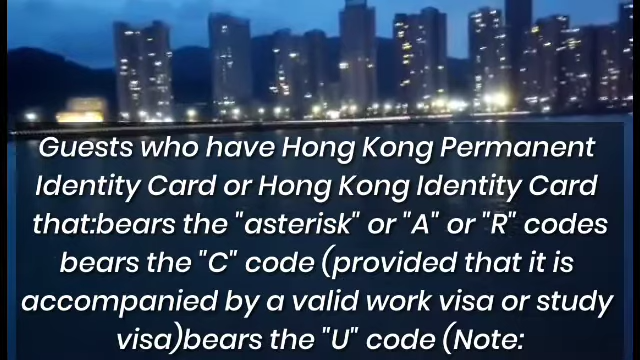 Guests who have Hong Kong Permanent
Identity Card or Hong Kong Identity Card
that:bears the "asterisk" or "A" or "R" codes
bears the "C" code (provided that it is
accompanied by a valid work visa or study
visa)bears the "U" code (Note: